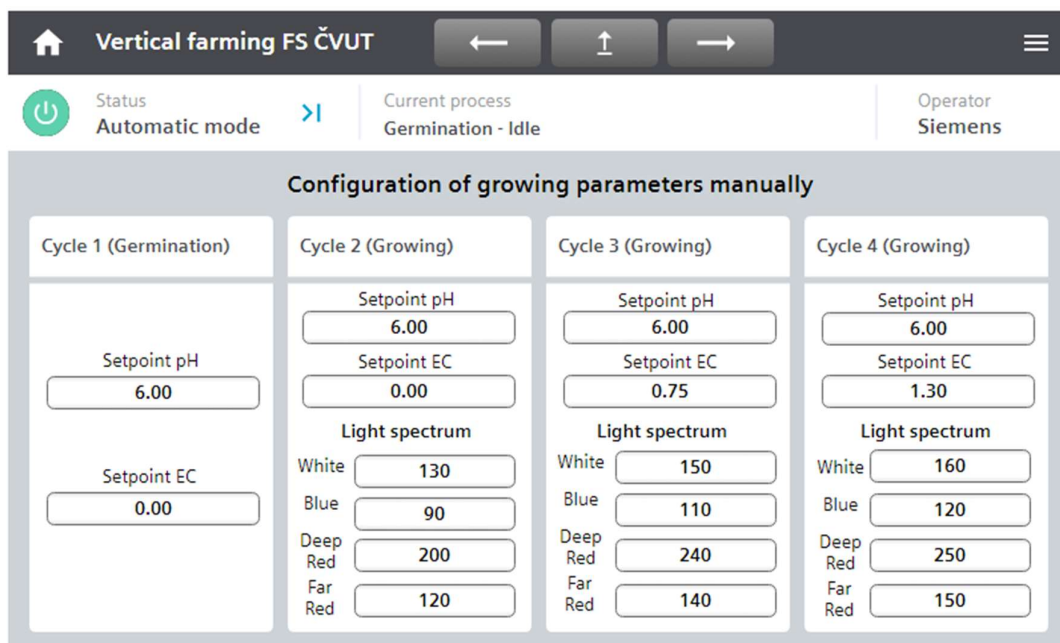 Vertical farming FS ČVUT
Status
Automatic mode
Current process
Germination - Idle
Operator
Siemens
Configuration of growing parameters manually
Cycle 1 (Germination)
Setpoint pH
6.00
Setpoint EC
0.00
Cycle 2 (Growing)
Setpoint pH
6.00
Setpoint EC
0.00
Light spectrum
White 130
Blue 90
Deep
Red 200
Far
Red 120
Cycle 3 (Growing)
Setpoint pH
6.00
Setpoint EC
0.75
Light spectrum
White 150
Blue 110
Deep
Red 240
Far
Red 140
Cycle 4 (Growing)
Setpoint pH
6.00
Setpoint EC
1.30
Light spectrum
White 160
Blue 120
Deep
Red 250
Far
Red 150